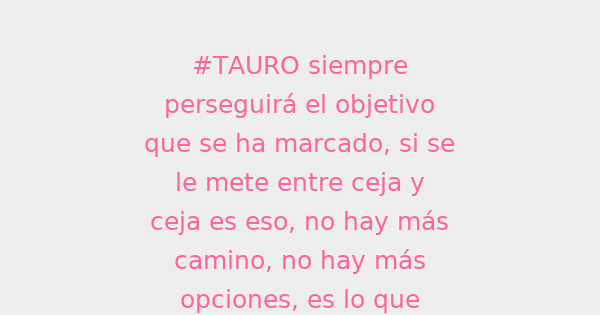 #TAURO siempre
perseguirá el objetivo
que se ha marcado, si se
le mete entre ceja y
ceja es eso, no hay más
camino, no hay más
opciones, es lo que